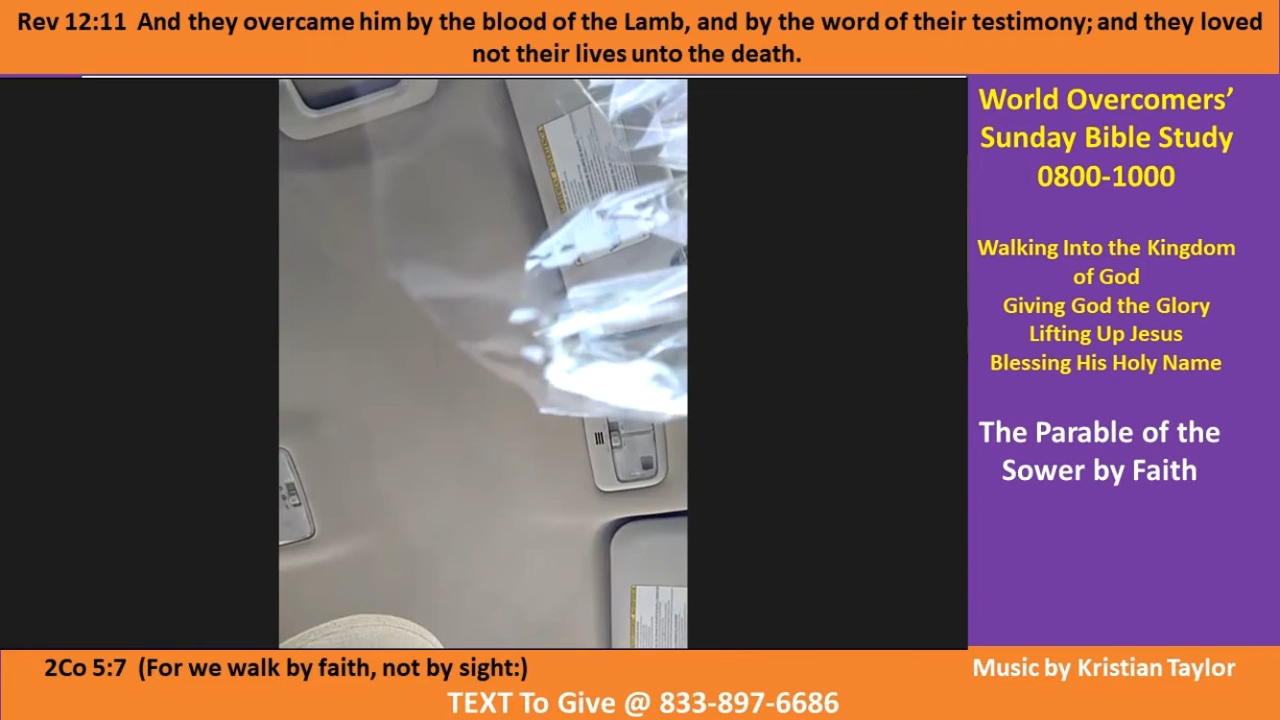 Rev 12:11  And they overcame him by the blood of the Lamb, and by the word of their testimony; and they loved
not their lives unto the death.
World Overcomers’
Sunday Bible Study
0800-1000
Walking Into the Kingdom
of God
Giving God the Glory
Lifting Up Jesus
Blessing His Holy Name
The Parable of the
Sower by Faith
2Co 5:7  (For we walk by faith, not by sight:)
Music by Kristian Taylor
TEXT To Give @ 833-897-6686